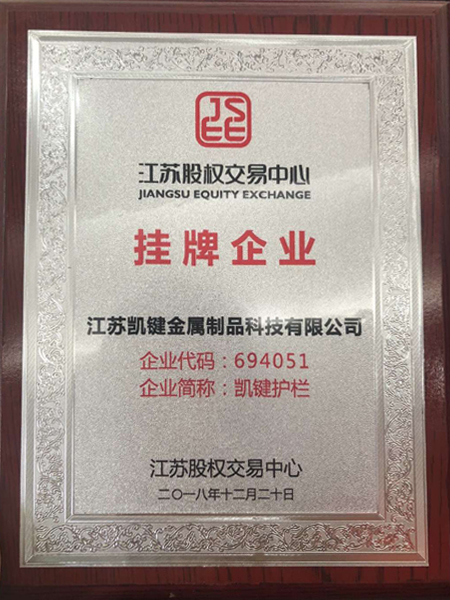 JS
EE
江苏股权交易中心
JIANGSU EQUITY EXCHANGE
挂牌企业
江苏凯键金属制品科技有限公司
企业代码：694051
企业简称：凯键护栏
江苏股权交易中心
二〇一八年十二月二十日